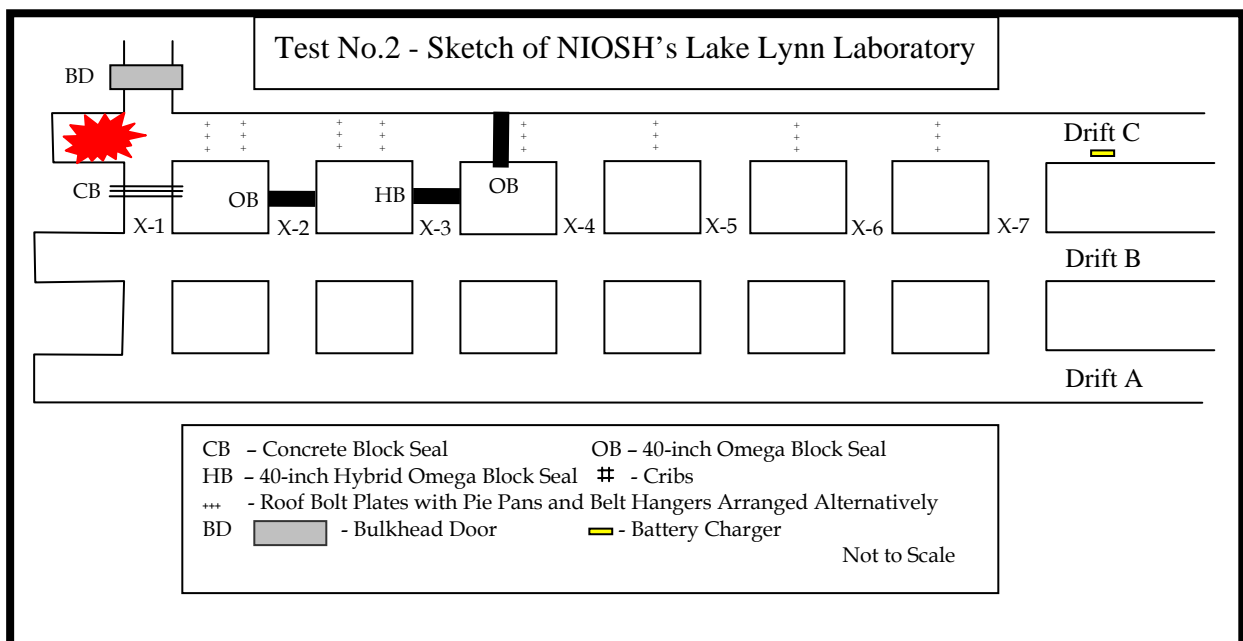 Test No.2 - Sketch of NIOSH's Lake Lynn Laboratory
BD
Drift C
CB
OB
HB
OB
X-1
X-2
X-3
X-4
X-5
X-6
X-7
Drift B
Drift A
CB – Concrete Block Seal OB – 40-inch Omega Block Seal
HB – 40-inch Hybrid Omega Block Seal # - Cribs
+++ - Roof Bolt Plates with Pie Pans and Belt Hangers Arranged Alternatively
BD - Bulkhead Door - Battery Charger
Not to Scale